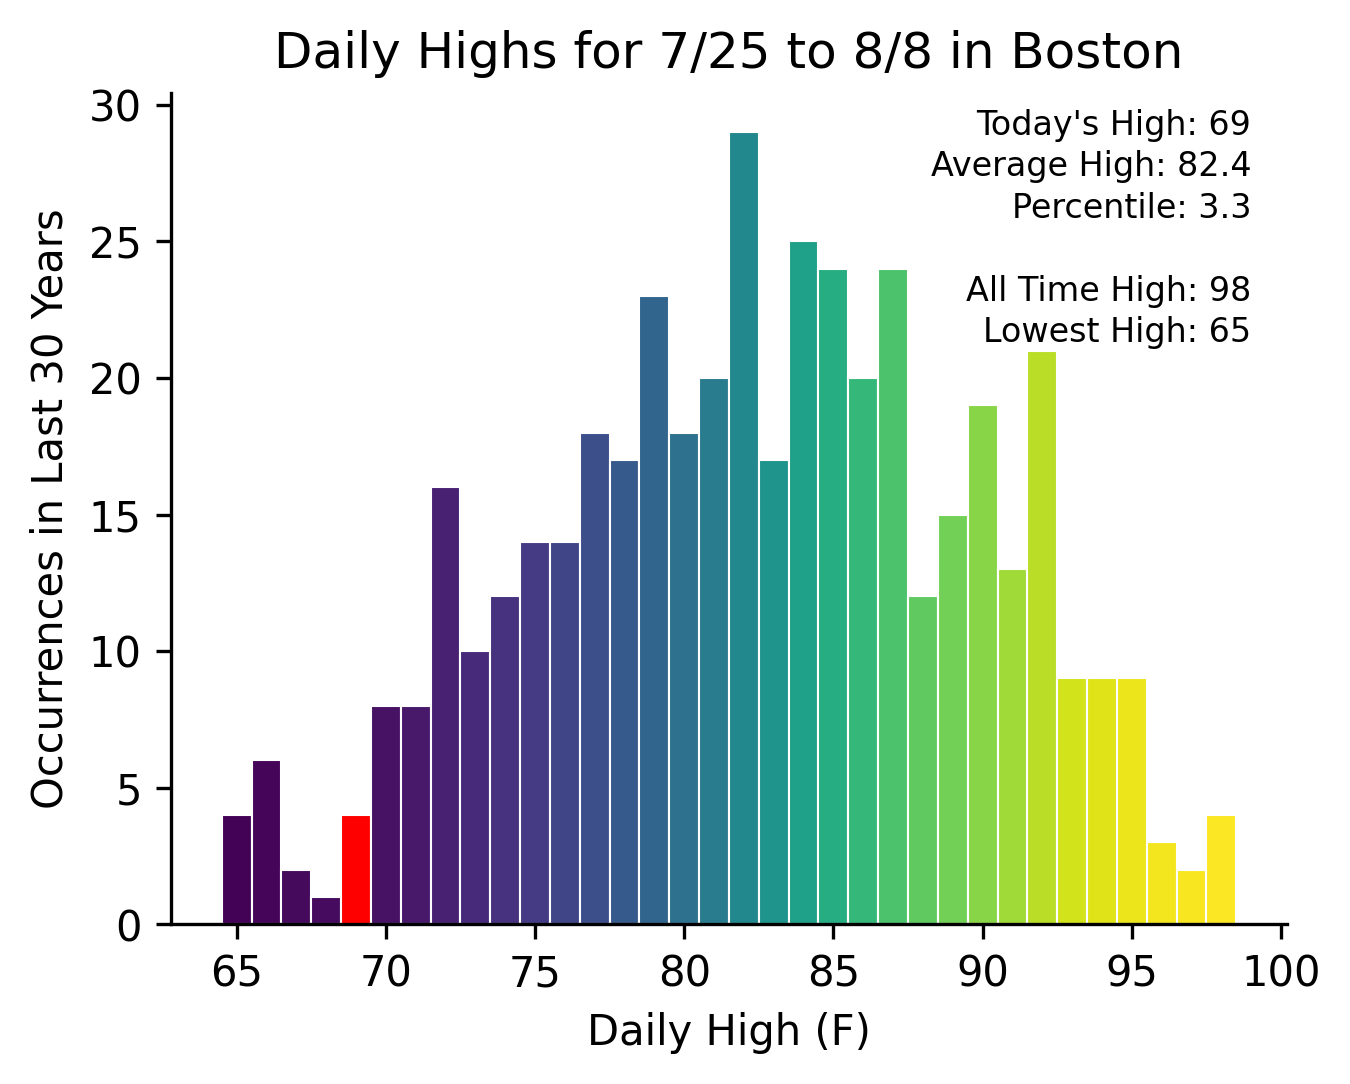 Daily Highs for 7/25 to 8/8 in Boston
Today's High: 69
Average High: 82.4
Percentile: 3.3
All Time High: 98
Lowest High: 65
Occurrences in Last 30 Years
30
25
20
15
10
5
0
65 70 75 80 85 90 95 100
Daily High (F)